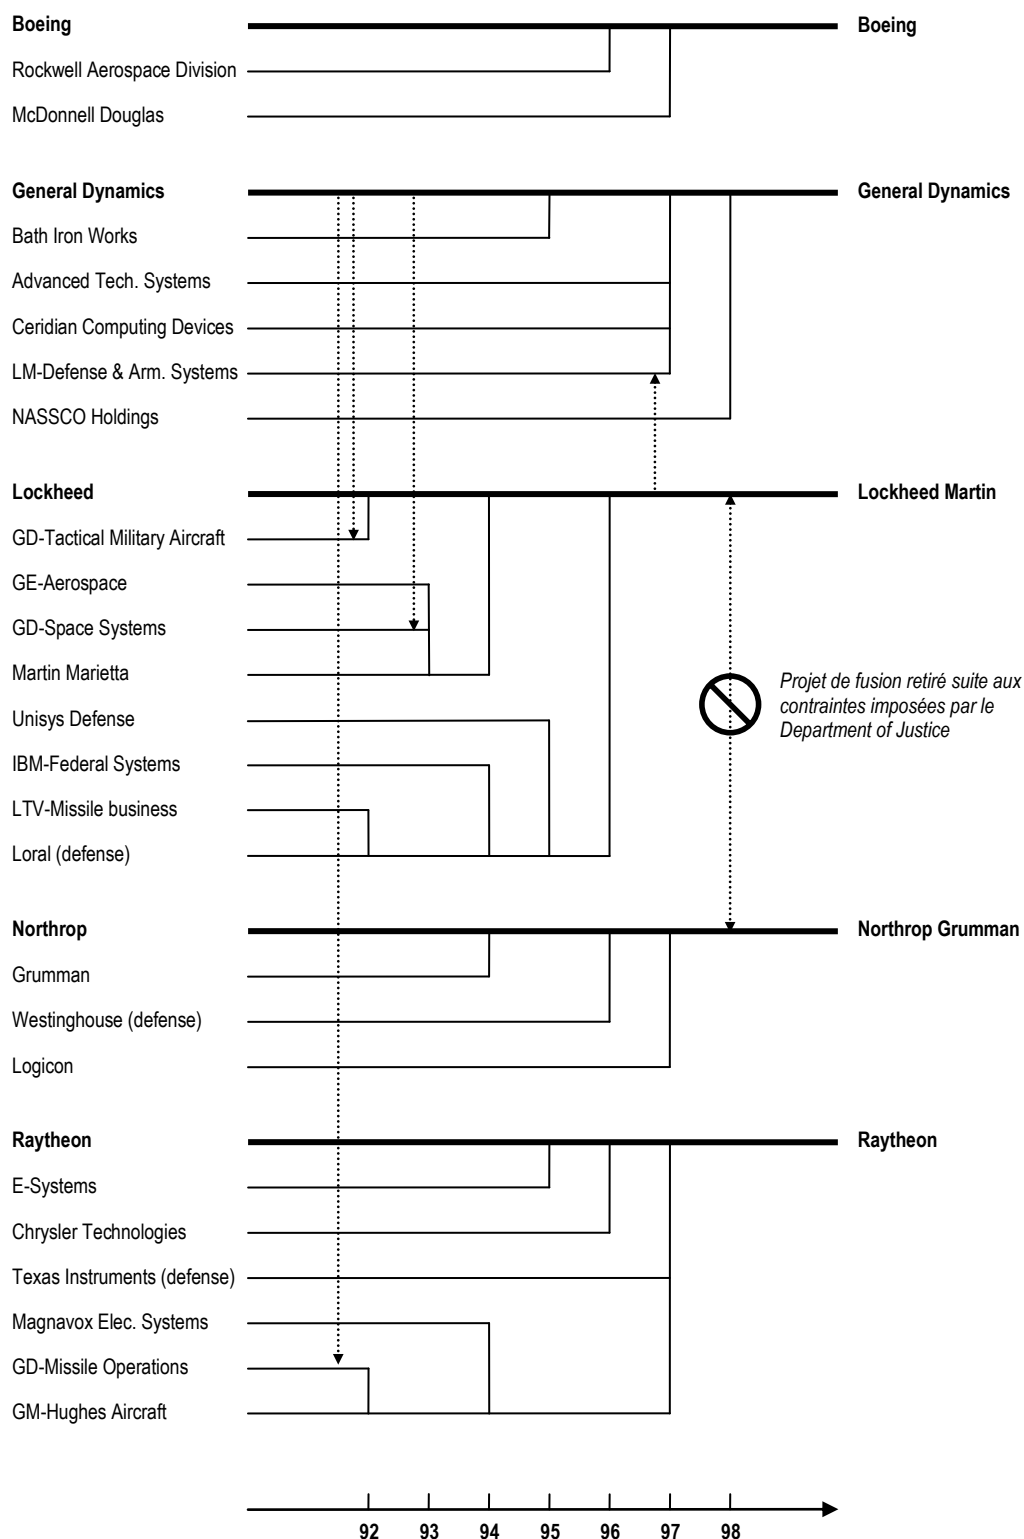 Boeing Boeing
Rockwell Aerospace Division
McDonnell Douglas
General Dynamics General Dynamics
Bath Iron Works
Advanced Tech. Systems
Ceridian Computing Devices
LM-Defense & Arm. Systems
NASSCO Holdings
Lockheed Lockheed Martin
GD-Tactical Military Aircraft
GE-Aerospace
GD-Space Systems
Martin Marietta
Unisys Defense
IBM-Federal Systems
LTV-Missile business
Loral (defense)
Projet de fusion retiré suite aux
contraintes imposées par le
Department of Justice
Northrop Northrop Grumman
Grumman
Westinghouse (defense)
Logicon
Raytheon Raytheon
E-Systems
Chrysler Technologies
Texas Instruments (defense)
Magnavox Elec. Systems
GD-Missile Operations
GM-Hughes Aircraft
92 93 94 95 96 97 98